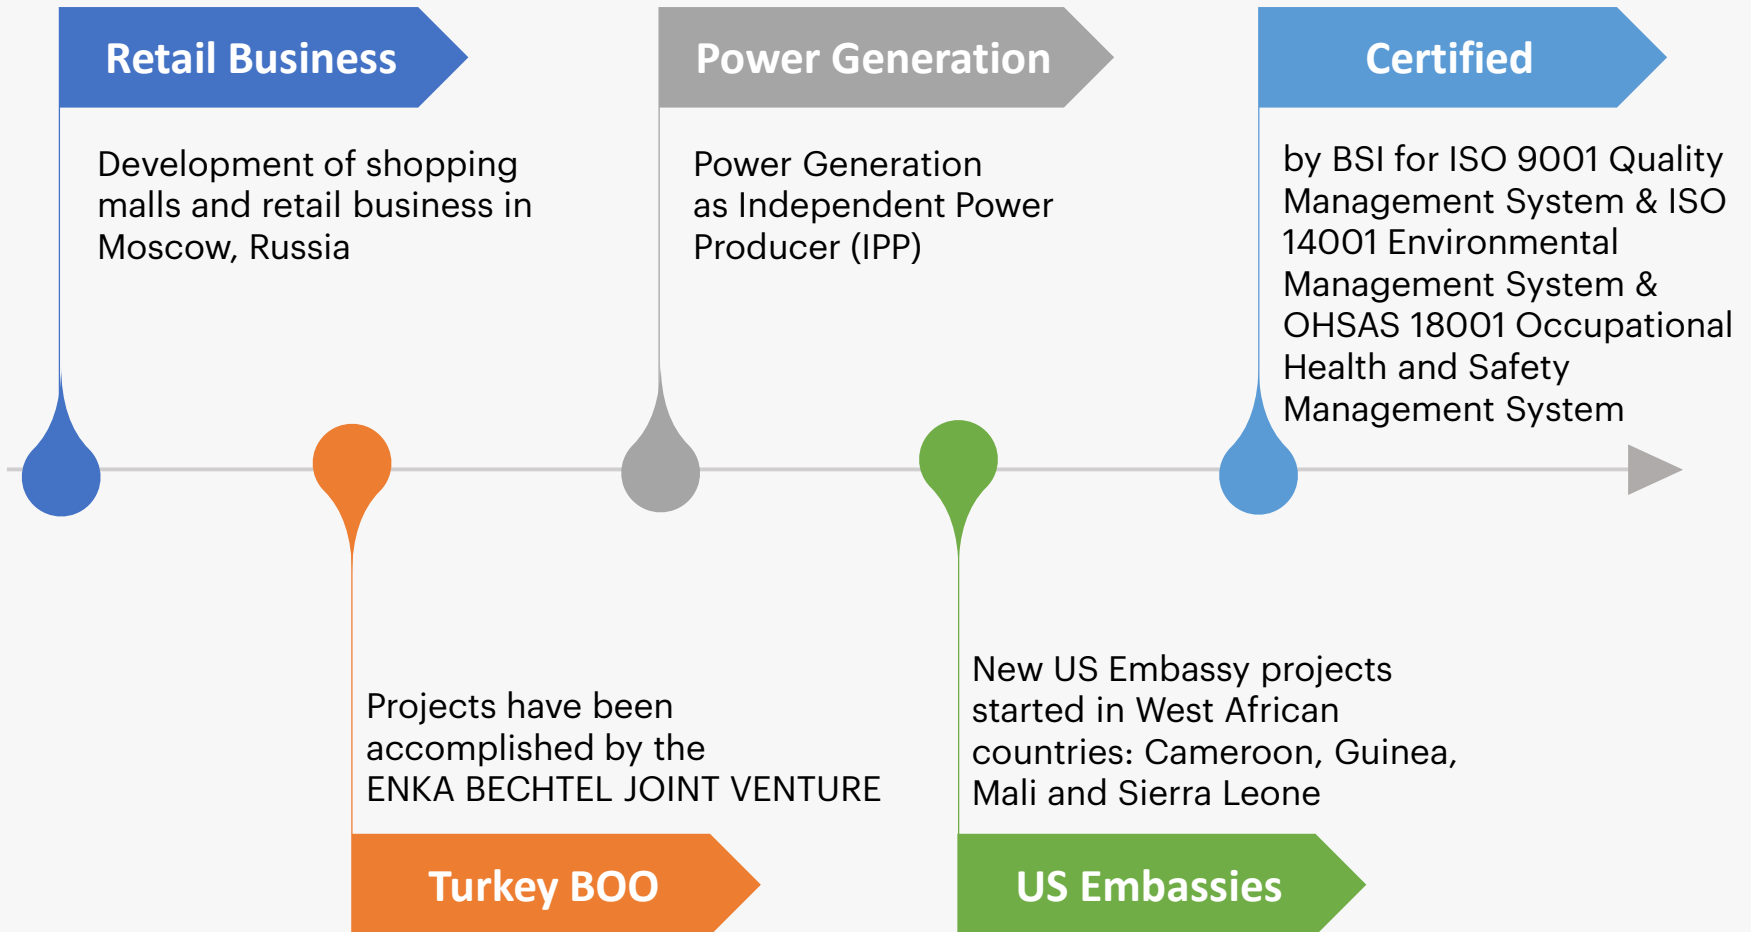 Retail Business
Development of shopping
malls and retail business in
Moscow, Russia
Projects have been
accomplished by the
ENKA BECHTEL JOINT VENTURE
Turkey BOO
Power Generation
Power Generation
as Independent Power
Producer (IPP)
New US Embassy projects
started in West African
countries: Cameroon, Guinea,
Mali and Sierra Leone
US Embassies
Certified
by BSI for ISO 9001 Quality
Management System & ISO
14001 Environmental
Management System &
OHSAS 18001 Occupational
Health and Safety
Management System